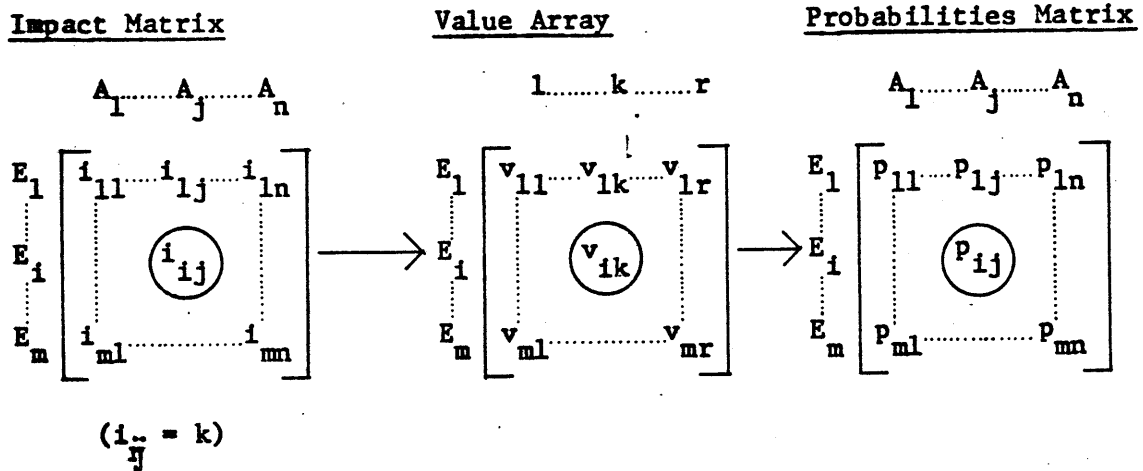 Impact Matrix Value Array Probabilities Matrix
A1.......Aj.......An 1........k........r A1.......Aj.......An
E1 i11.....i1j.....i1n E1 v11.....v1k.....v1r E1 p11.....p1j.....p1n
Ei iij Ei vik Ei pij
Em im1..............imn Em vm1..............vmr Em pm1..............pmn
(iij = k)